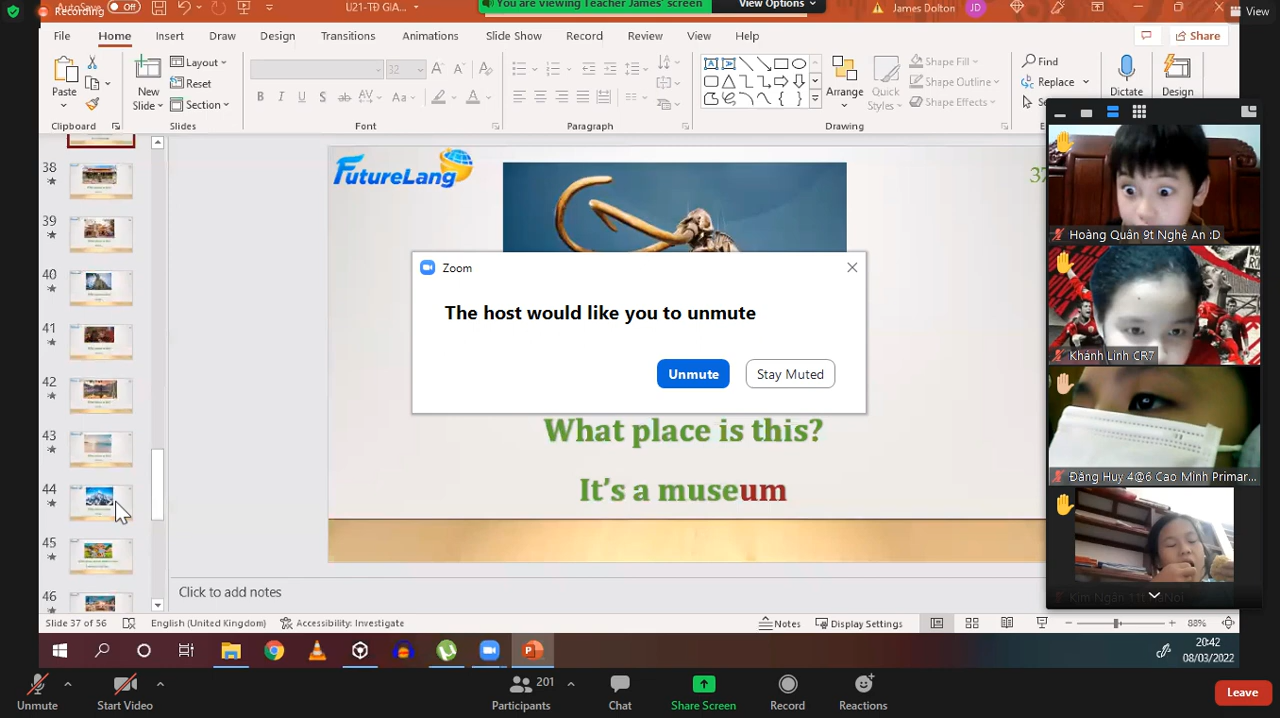 Recording
AutoSave Off
U21-TĐ GIA...
You are viewing Teacher James' screen
View Options
James Dolton
JD
View
File Home Insert Draw Design Transitions Animations Slide Show Record Review View Help
Share
Paste
New
Slide
Layout
Reset
Section
32
Arrange
Quick
Styles
Shape Fill
Shape Outline
Shape Effects
Find
Replace
Dictate
Design
Clipboard
Slides
Font
Paragraph
Drawing
38
39
40
41
42
43
44
45
46
FutureLang
37
Zoom
The host would like you to unmute
Unmute
Stay Muted
What place is this?
It's a museum
Hoàng Quân 9t Nghệ An :D
Khánh Linh CR7
Đăng Huy 4@6 Cao Minh Primar...
Click to add notes
Slide 37 of 56
English (United Kingdom)
Accessibility: Investigate
Notes
Display Settings
88%
20:42
08/03/2022
Unmute
Start Video
201
Participants
Chat
Share Screen
Record
Reactions
Leave